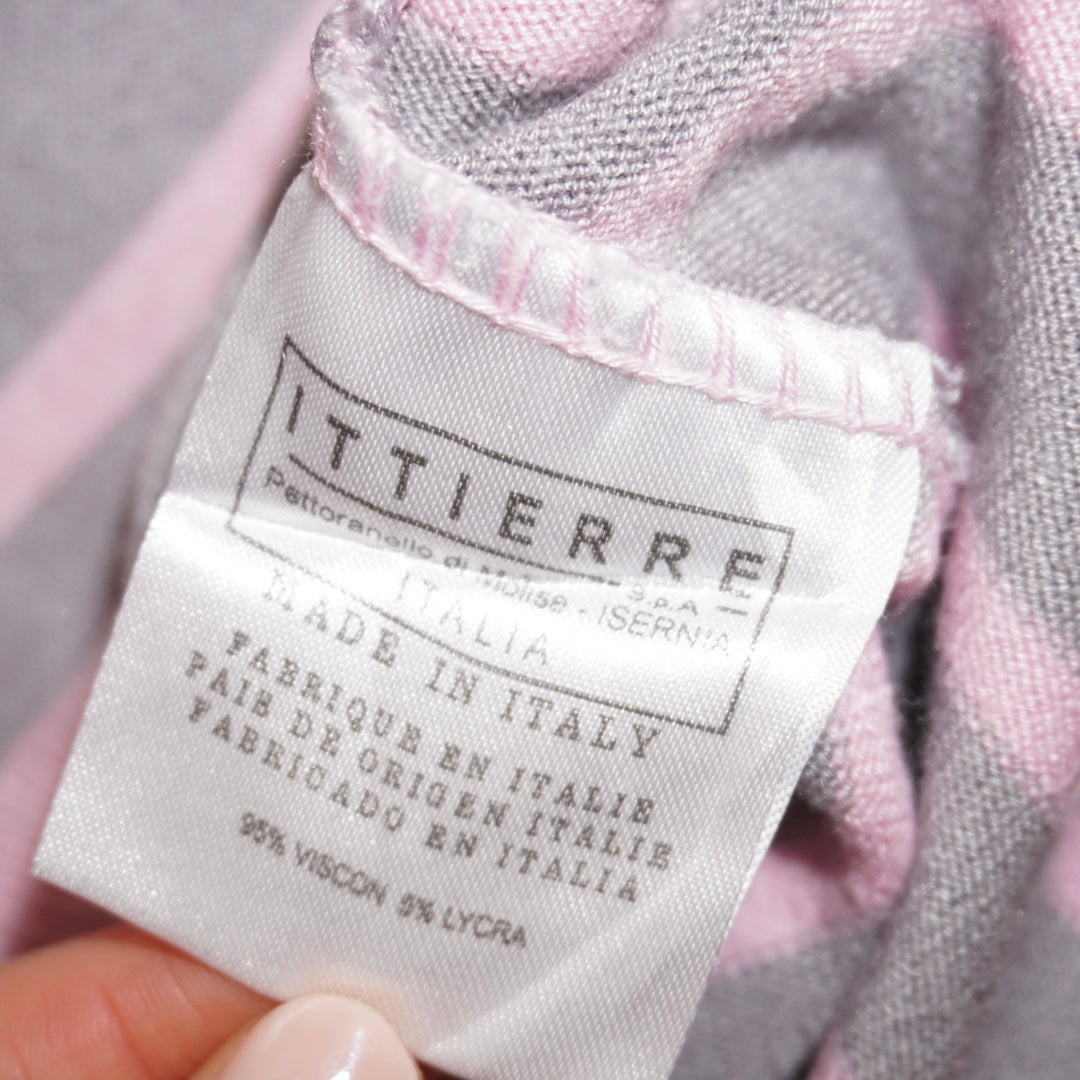 ITTIERRE
S.P.A
Pettoranello di Molise - ISERNIA
ITALIA
MADE IN ITALY
FABRIQUE EN ITALIE
PAIS DE ORIGEN ITALIE
FABRICADO EN ITALIA
95% VISCON 5% LYCRA